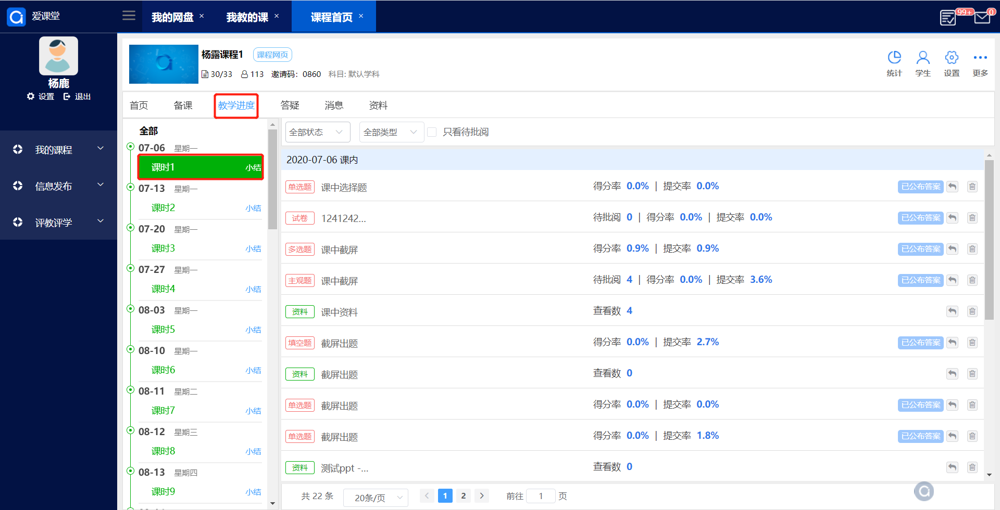 爱课堂
我的网盘 ×
我教的课 ×
课程首页 ×
99+
0
杨鹿
设置 退出
我的课程
信息发布
评教评学
杨露课程1 课程网页
30/33 113 邀请码：0860 科目: 默认学科
统计 学生 设置 更多
首页 备课 教学进度 答疑 消息 资料
全部
07-06 星期一
课时1 小结
07-13 星期一
课时2 小结
07-20 星期一
课时3 小结
07-27 星期一
课时4 小结
08-03 星期一
课时5 小结
08-10 星期一
课时6 小结
08-11 星期二
课时7 小结
08-12 星期三
课时8 小结
08-13 星期四
课时9 小结
全部状态 全部类型 只看待批阅
2020-07-06 课内
单选题 课中选择题 得分率 0.0% | 提交率 0.0% 已公布答案
试卷 1241242... 待批阅 0 | 得分率 0.0% | 提交率 0.0% 已公布答案
多选题 课中截屏 得分率 0.9% | 提交率 0.9% 已公布答案
主观题 课中截屏 待批阅 4 | 得分率 0.0% | 提交率 3.6% 已公布答案
资料 课中资料 查看数 4
填空题 截屏出题 得分率 0.0% | 提交率 2.7% 已公布答案
资料 截屏出题 查看数 0
单选题 截屏出题 得分率 0.0% | 提交率 0.0% 已公布答案
单选题 截屏出题 得分率 0.0% | 提交率 1.8% 已公布答案
资料 测试ppt -... 查看数 0
共 22 条 20条/页 < 1 2 > 前往 1 页